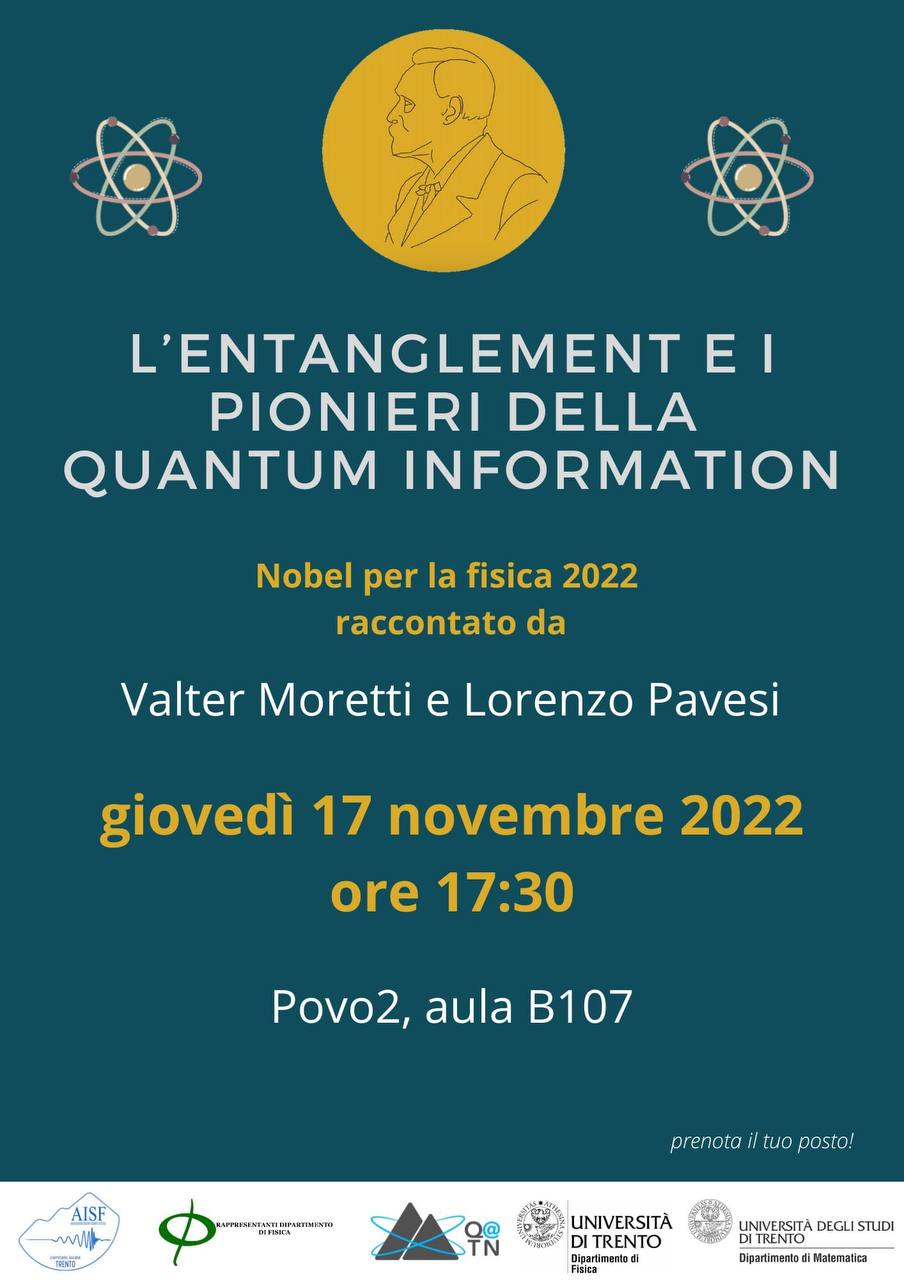 L'ENTANGLEMENT E I
PIONIERI DELLA
QUANTUM INFORMATION
Nobel per la fisica 2022
raccontato da
Valter Moretti e Lorenzo Pavesi
giovedì 17 novembre 2022
ore 17:30
Povo2, aula B107
prenota il tuo posto!
AISF
comitato locale
TRENTO
RAPPRESENTANTI DIPARTIMENTO
DI FISICA
Q@
TN
UNIVERSITÀ
DI TRENTO
Dipartimento di
Fisica
UNIVERSITÀ DEGLI STUDI
DI TRENTO
Dipartimento di Matematica